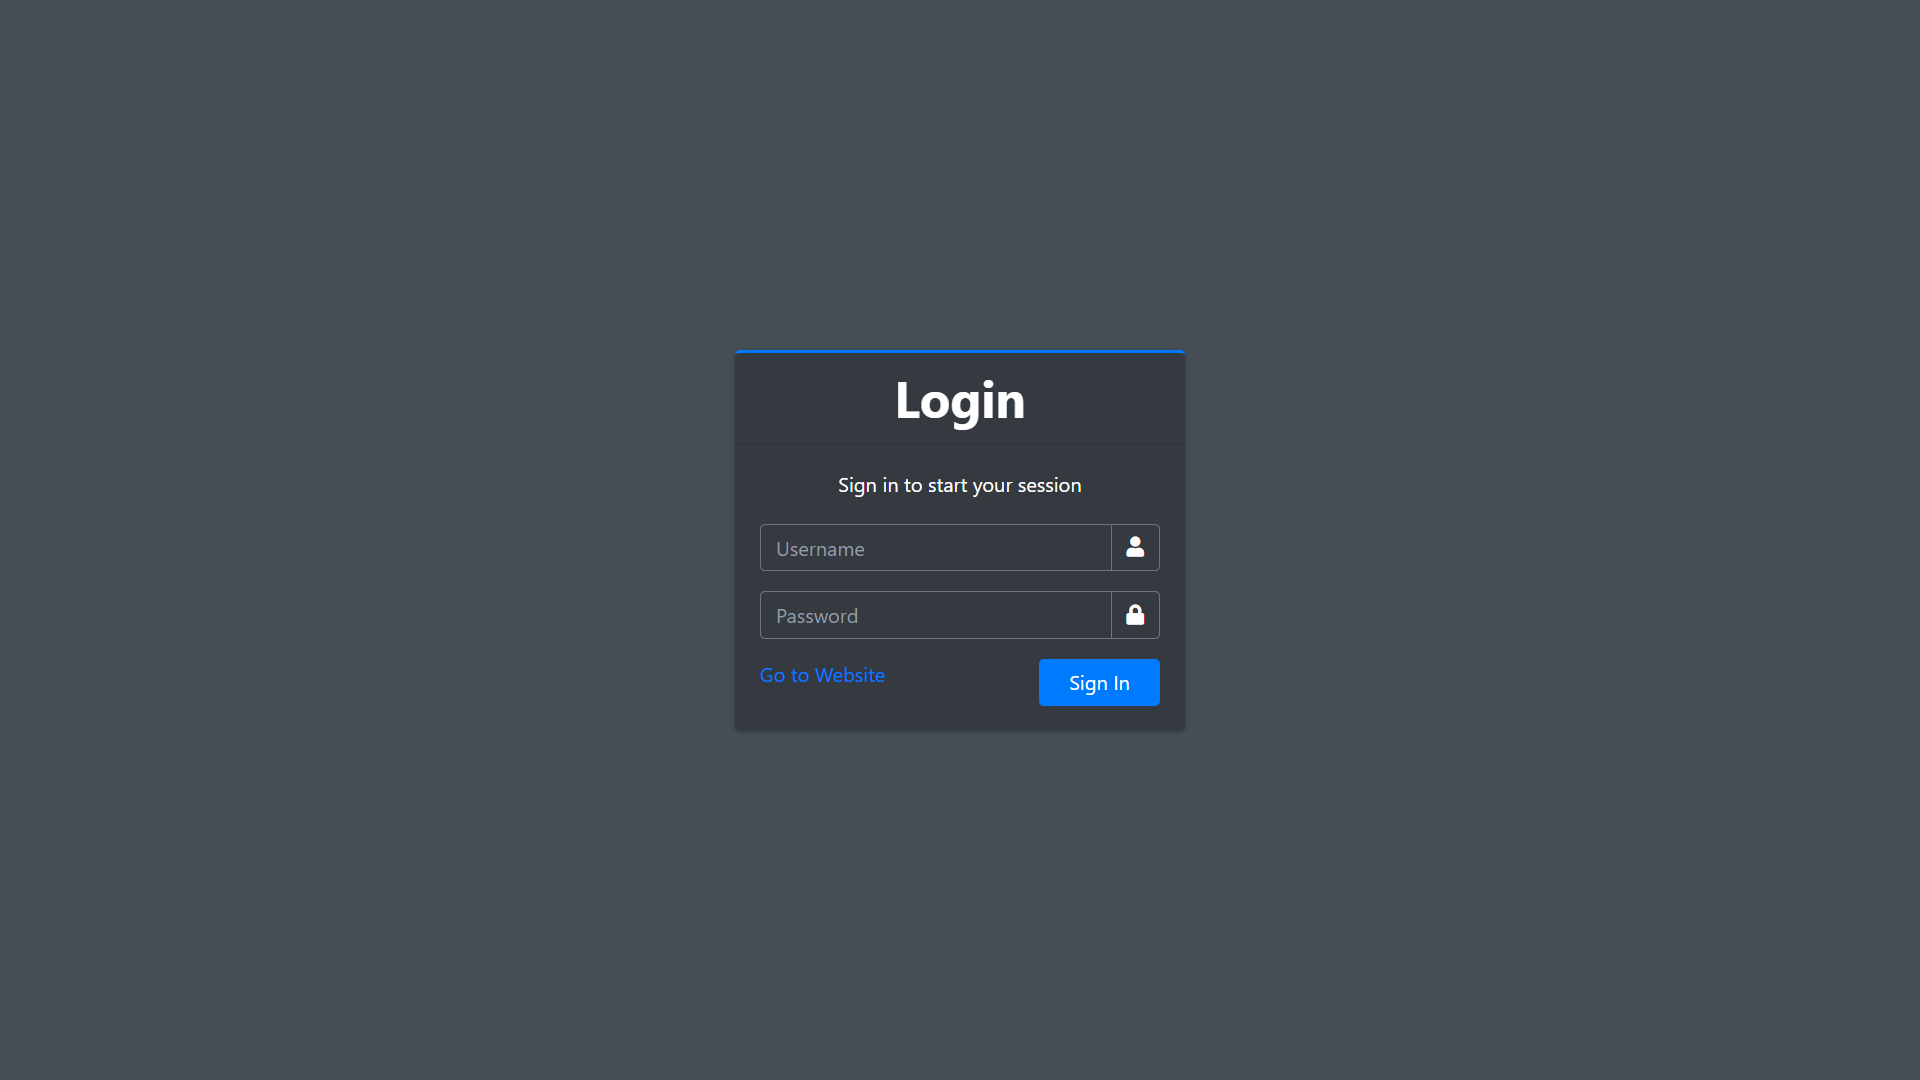 Login
Sign in to start your session
Username
Password
Go to Website
Sign In